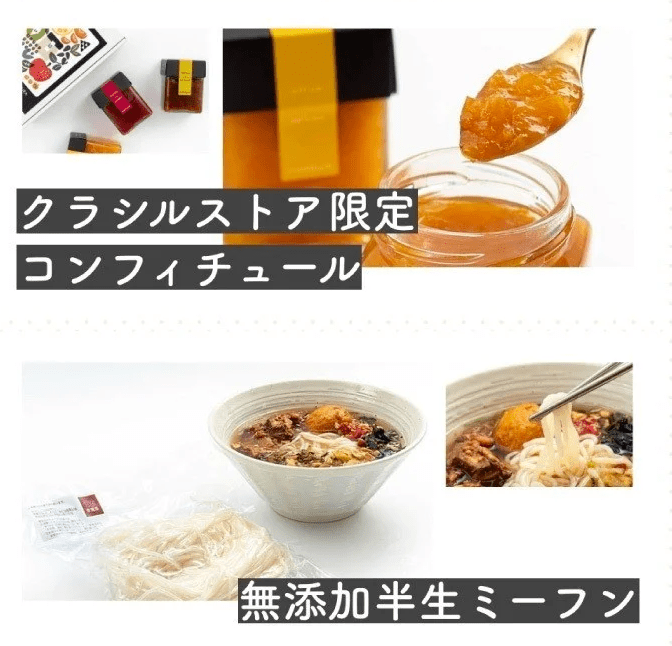 クラシルストア限定
コンフィチュール
無添加半生ミーフン